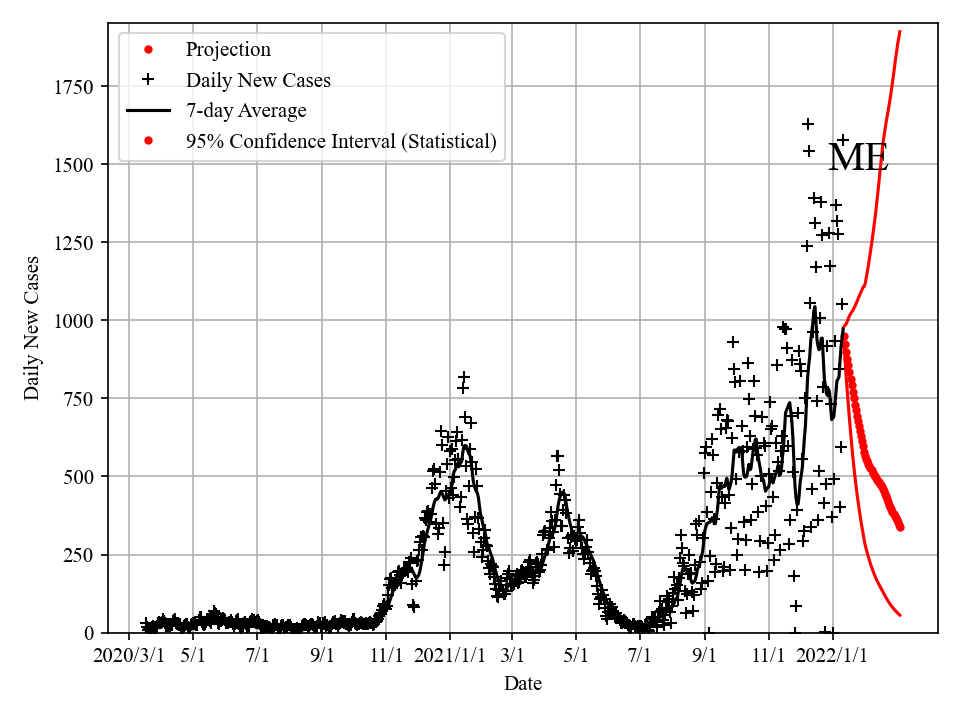 Projection
Daily New Cases
7-day Average
95% Confidence Interval (Statistical)
ME
Daily New Cases
1750
1500
1250
1000
750
500
250
0
2020/3/1 5/1 7/1 9/1 11/1 2021/1/1 3/1 5/1 7/1 9/1 11/1 2022/1/1
Date